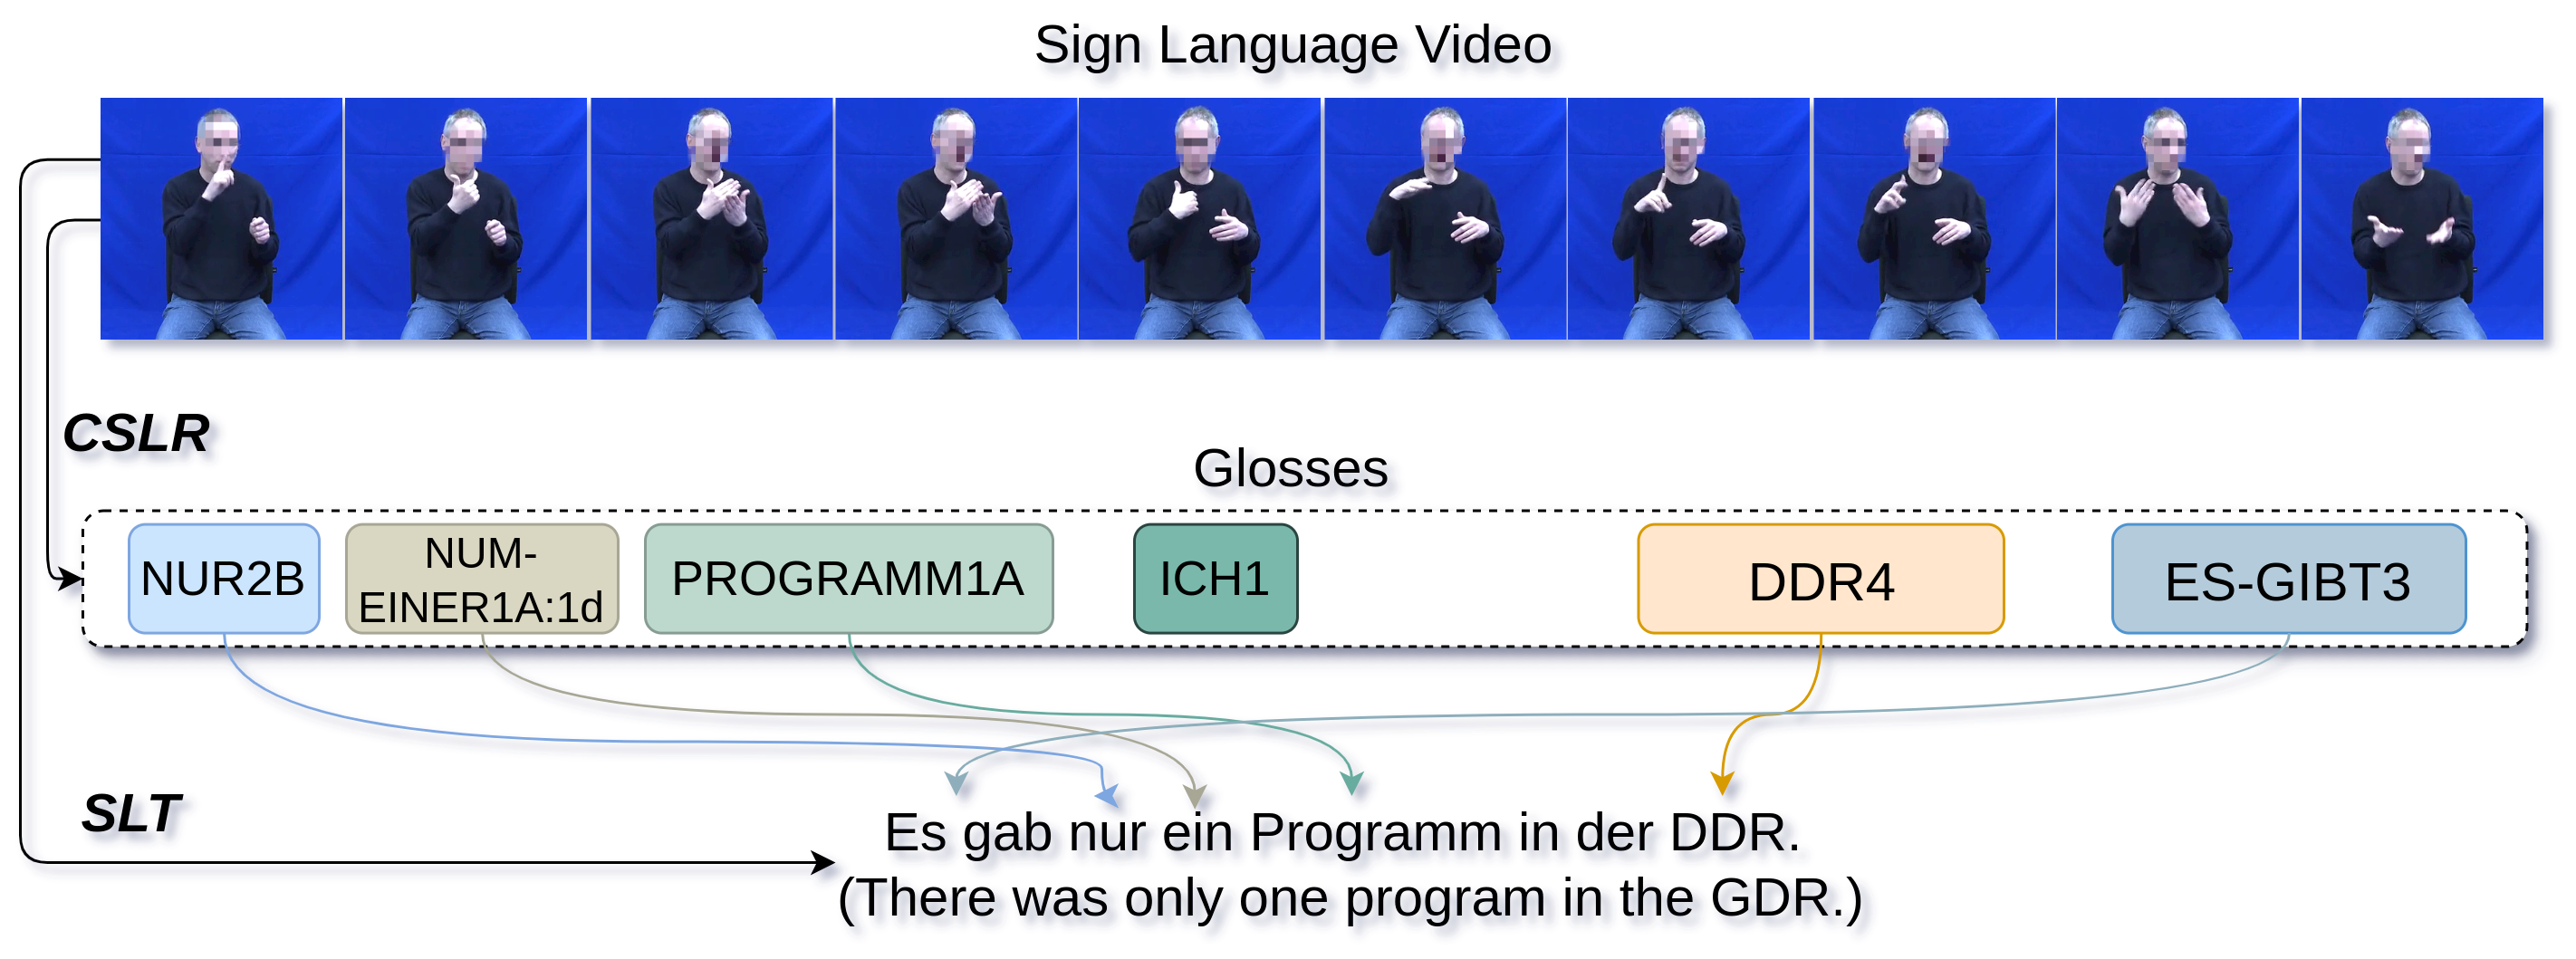 Sign Language Video
CSLR
Glosses
NUR2B
NUM-
EINER1A:1d
PROGRAMM1A
ICH1
DDR4
ES-GIBT3
SLT
Es gab nur ein Programm in der DDR.
(There was only one program in the GDR.)